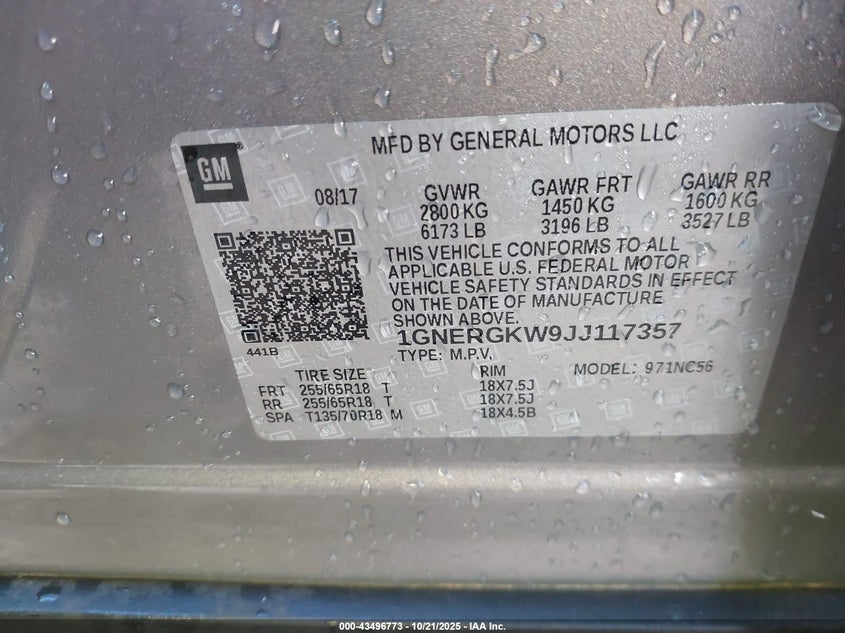 GM
MFD BY GENERAL MOTORS LLC
08/17
GVWR
2800 KG
6173 LB
GAWR FRT
1450 KG
3196 LB
GAWR RR
1600 KG
3527 LB
THIS VEHICLE CONFORMS TO ALL
APPLICABLE U.S. FEDERAL MOTOR
VEHICLE SAFETY STANDARDS IN EFFECT
ON THE DATE OF MANUFACTURE
SHOWN ABOVE.
1GNERGKW9JJ117357
441B
TYPE: M.P.V.
TIRE SIZE RIM MODEL: 971NC56
FRT 255/65R18 T 18X7.5J
RR 255/65R18 T 18X7.5J
SPA T135/70R18 M 18X4.5B
000-43496773 - 10/21/2025 - IAA Inc.